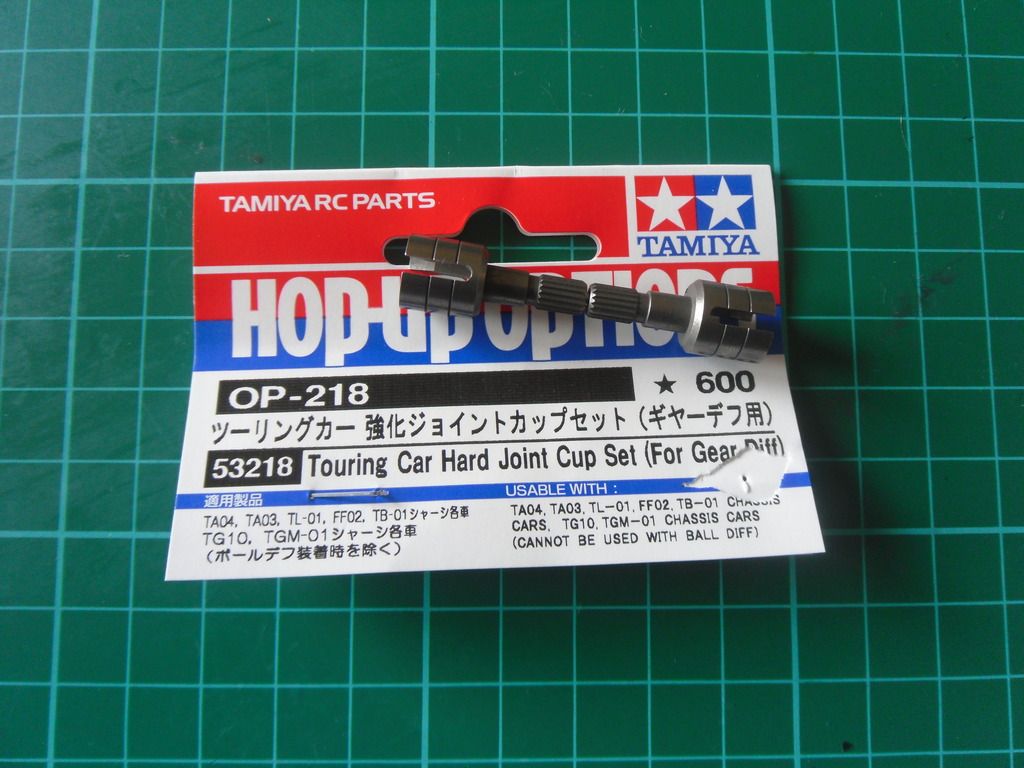 TAMIYA RC PARTS
TAMIYA
HOP-UP OPTIONS
OP-218
★ 600
ツーリングカー 強化ジョイントカップセット (ギヤーデフ用)
53218 Touring Car Hard Joint Cup Set (For Gear Diff)
適用製品
TA04, TA03, TL-01, FF02, TB-01シャーシ各車
TG10, TGM-01シャーシ各車
(ボールデフ装着時を除く)
USABLE WITH :
TA04, TA03, TL-01, FF02, TB-01 CHASSIS
CARS, TG10, TGM-01 CHASSIS CARS
(CANNOT BE USED WITH BALL DIFF)